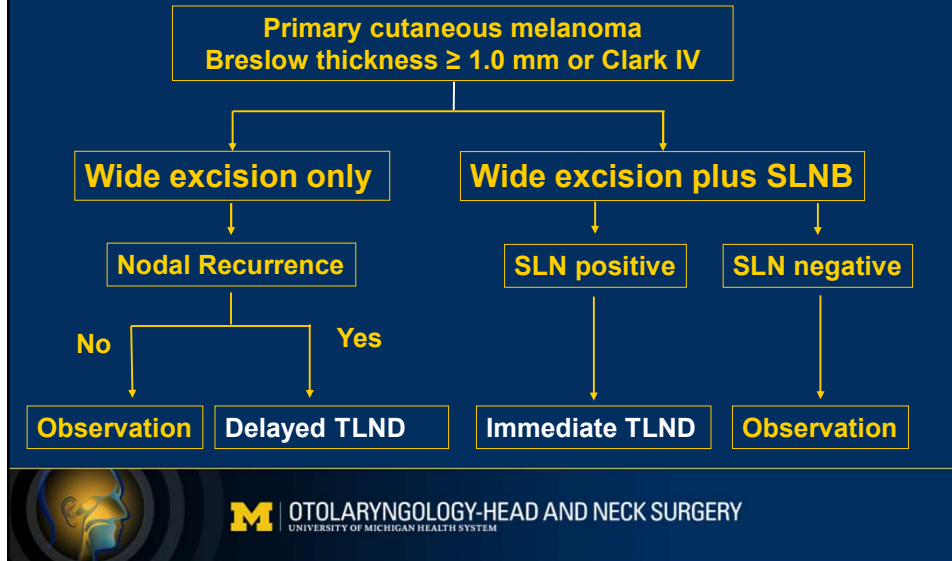 Primary cutaneous melanoma
Breslow thickness ≥ 1.0 mm or Clark IV
Wide excision only
Wide excision plus SLNB
Nodal Recurrence
SLN positive
SLN negative
No
Yes
Observation
Delayed TLND
Immediate TLND
Observation
M
OTOLARYNGOLOGY-HEAD AND NECK SURGERY
UNIVERSITY OF MICHIGAN HEALTH SYSTEM